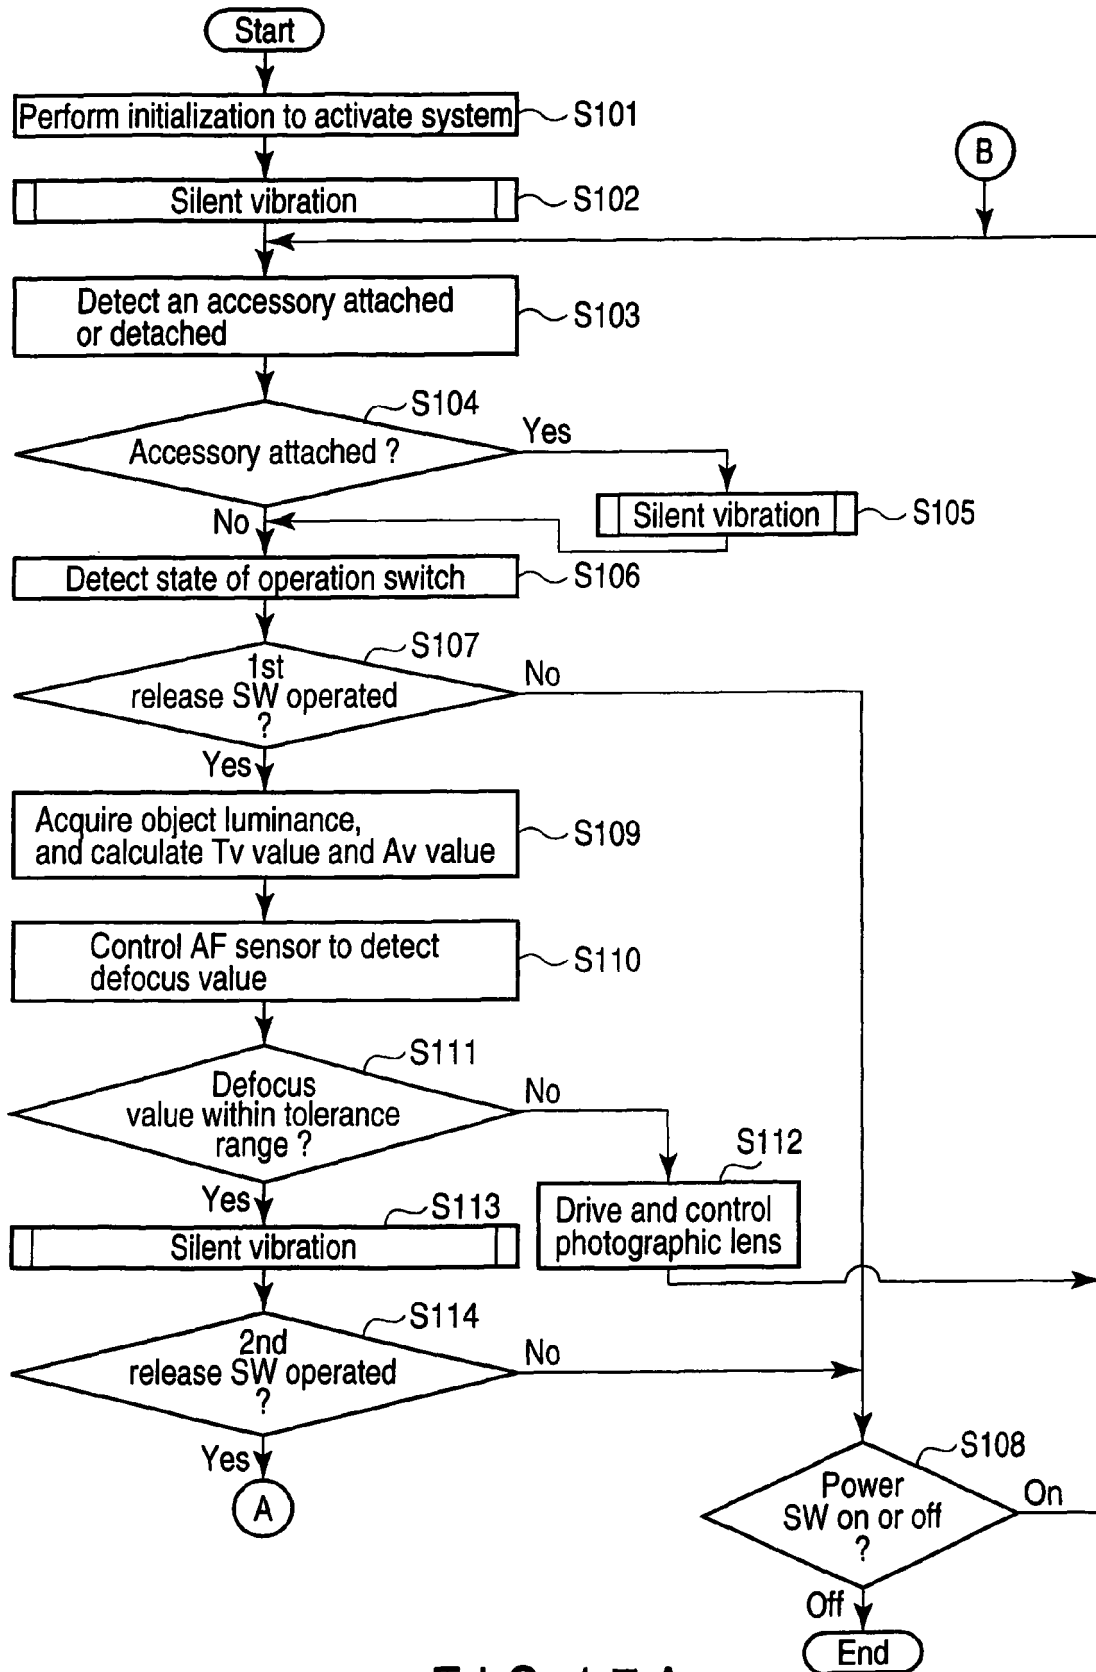 Start
Perform initialization to activate system
S101
B
Silent vibration
S102
Detect an accessory attached
or detached
S103
S104
Accessory attached ?
Yes
No
Silent vibration
S105
Detect state of operation switch
S106
S107
1st
release SW operated
?
No
Yes
Acquire object luminance,
and calculate Tv value and Av value
S109
Control AF sensor to detect
defocus value
S110
S111
Defocus
value within tolerance
range ?
No
S112
Yes
Drive and control
photographic lens
S113
Silent vibration
S114
2nd
release SW operated
?
No
Yes
A
S108
Power
SW on or off
?
On
Off
End